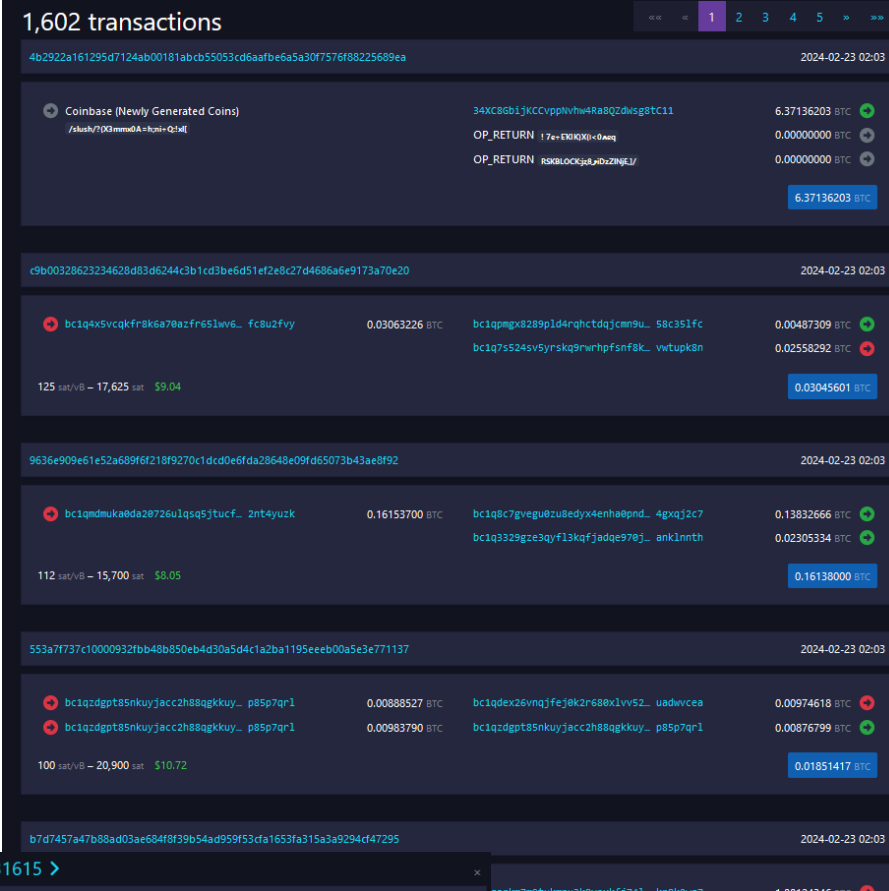 1,602 transactions
«« « 1 2 3 4 5 » »»
4b2922a161295d7124ab00181abcb55053cd6aafbe6a5a30f7576f88225689ea 2024-02-23 02:03
Coinbase (Newly Generated Coins) 34XC8GbijKCCvppNvhw4Ra8QZdWsg8tC11 6.37136203 BTC
OP_RETURN 0.00000000 BTC
OP_RETURN 0.00000000 BTC
6.37136203 BTC
c9b00328623234628d83d6244c3b1cd3be6d51ef2e8c27d4686a6e9173a70e20 2024-02-23 02:03
bc1q4x5vcqkfr8k6a70azfr65lwv6… fc8u2fvy 0.03063226 BTC bc1qpmgx8289pld4rqhctdqjcmn9u… 58c35lfc 0.00487309 BTC
bc1q7s524sv5yrskq9rwrhpfsnf8k… vwtupk8n 0.02558292 BTC
125 sat/vB – 17,625 sat $9.04 0.03045601 BTC
9636e909e61e52a689f6f218f9270c1dcd0e6fda28648e09fd65073b43ae8f92 2024-02-23 02:03
bc1qmdmuka0da20726ulqsq5jtucf… 2nt4yuzk 0.16153700 BTC bc1q8c7gvegu0zu8edyx4enha0pnd… 4gxqj2c7 0.13832666 BTC
bc1q3329gze3qyfl3kqfjadqe970j… anklnnth 0.02305334 BTC
112 sat/vB – 15,700 sat $8.05 0.16138000 BTC
553a7f737c10000932fbb48b850eb4d30a5d4c1a2ba1195eeeb00a5e3e771137 2024-02-23 02:03
bc1qzdgpt85nkuyjacc2h88qgkkuy… p85p7qrl 0.00888527 BTC bc1qdex26vnqjfej0k2r680xlvv52… uadwvcea 0.00974618 BTC
bc1qzdgpt85nkuyjacc2h88qgkkuy… p85p7qrl 0.00983790 BTC bc1qzdgpt85nkuyjacc2h88qgkkuy… p85p7qrl 0.00876799 BTC
100 sat/vB – 20,900 sat $10.72 0.01851417 BTC
b7d7457a47b88ad03ae684f8f39b54ad959f53cfa1653fa315a3a9294cf47295 2024-02-23 02:03
1615 > ×